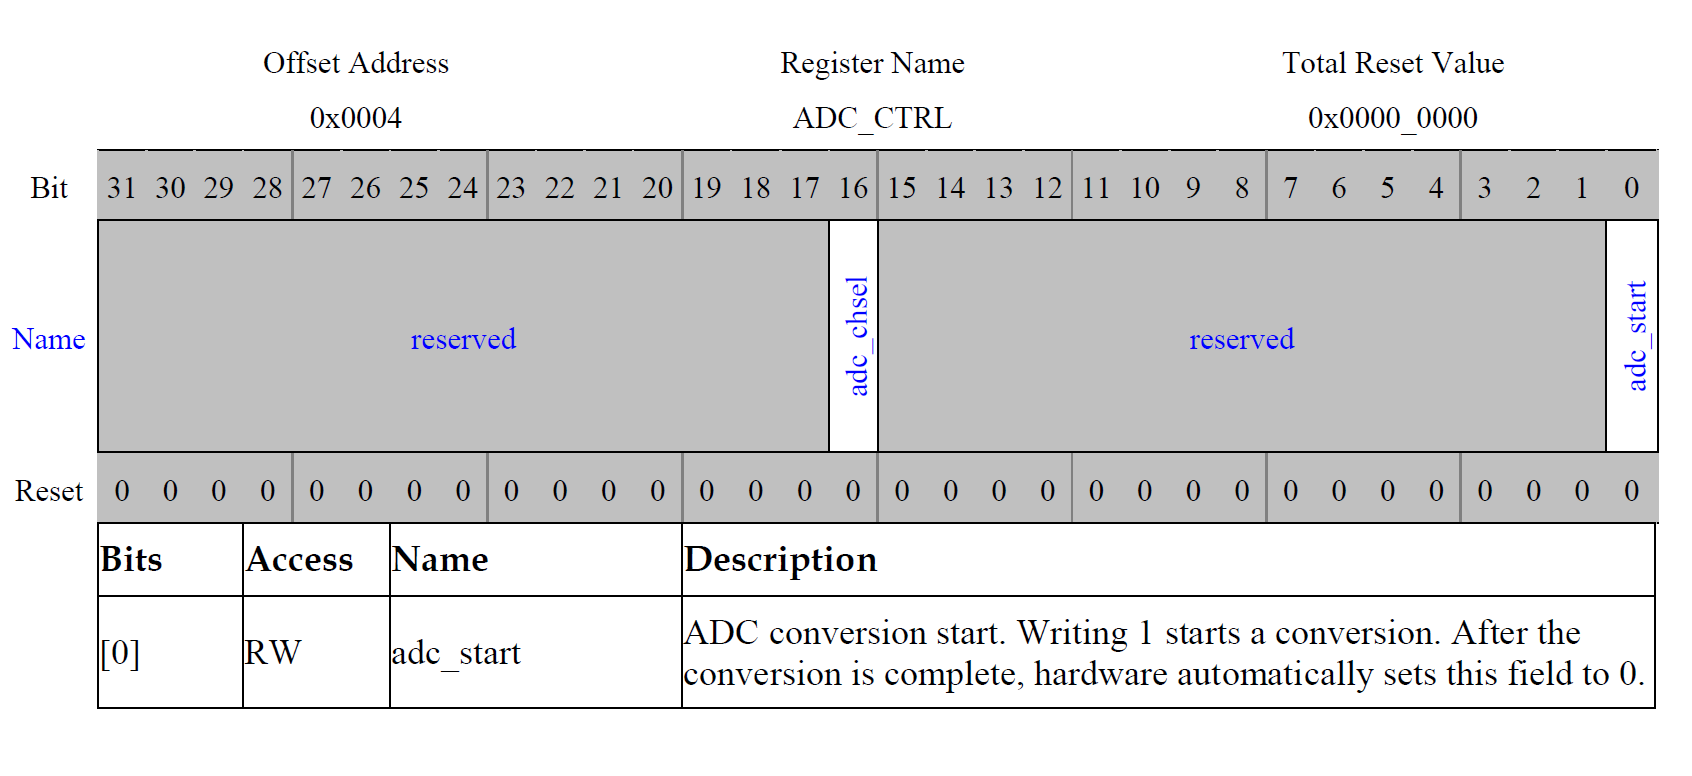 Offset Address Register Name Total Reset Value
0x0004 ADC_CTRL 0x0000_0000
Bit 31 30 29 28 27 26 25 24 23 22 21 20 19 18 17 16 15 14 13 12 11 10 9 8 7 6 5 4 3 2 1 0
Name reserved adc_chsel reserved adc_start
Reset 0 0 0 0 0 0 0 0 0 0 0 0 0 0 0 0 0 0 0 0 0 0 0 0 0 0 0 0 0 0 0 0
Bits Access Name Description
[0] RW adc_start ADC conversion start. Writing 1 starts a conversion. After the
conversion is complete, hardware automatically sets this field to 0.